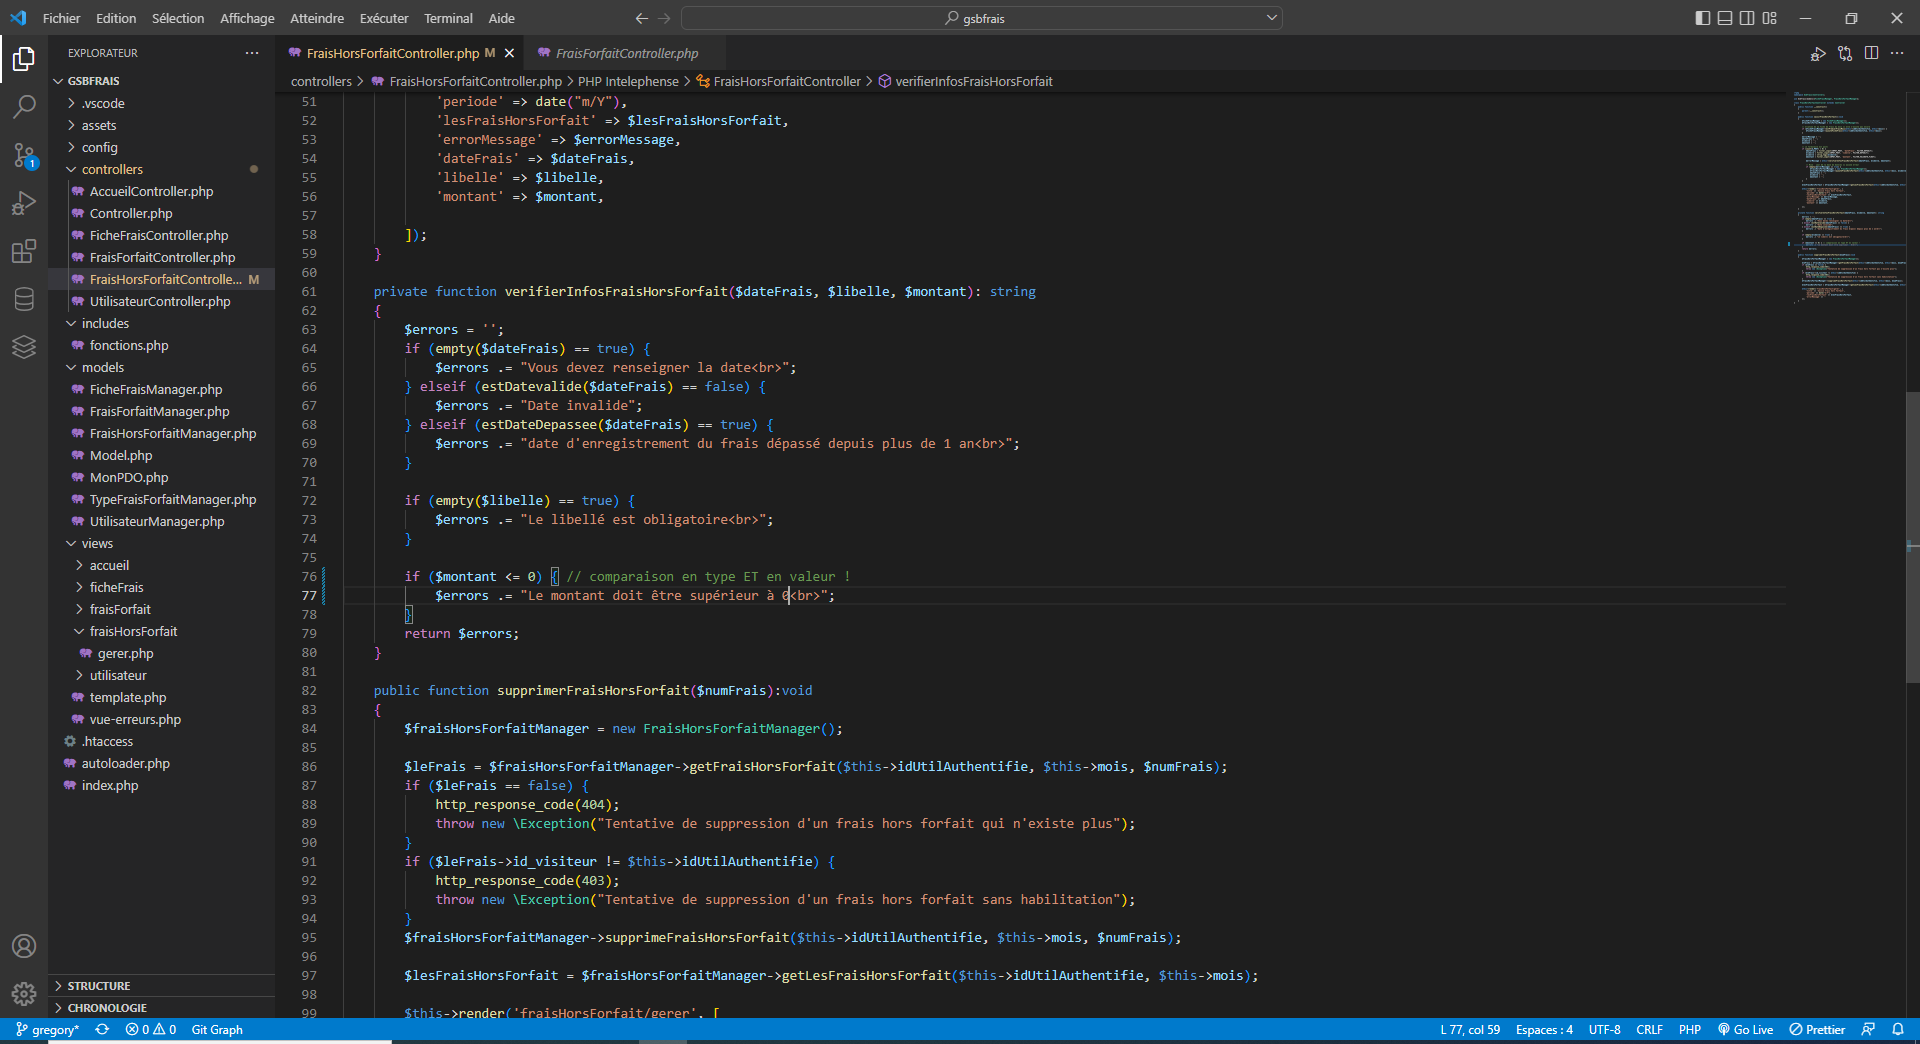 Fichier Edition Sélection Affichage Atteindre Exécuter Terminal Aide
gsbfrais
EXPLORATEUR
GSBFRAIS
.vscode
assets
config
controllers
AccueilController.php
Controller.php
FicheFraisController.php
FraisForfaitController.php
FraisHorsForfaitControlle... M
UtilisateurController.php
includes
fonctions.php
models
FicheFraisManager.php
FraisForfaitManager.php
FraisHorsForfaitManager.php
Model.php
MonPDO.php
TypeFraisForfaitManager.php
UtilisateurManager.php
views
accueil
ficheFrais
fraisForfait
fraisHorsForfait
gerer.php
utilisateur
template.php
vue-erreurs.php
.htaccess
autoloader.php
index.php
STRUCTURE
CHRONOLOGIE
1
FraisHorsForfaitController.php M
FraisForfaitController.php
controllers > FraisHorsForfaitController.php > PHP Intelephense > FraisHorsForfaitController > verifierInfosFraisHorsForfait
51 'periode' => date("m/Y"),
52 'lesFraisHorsForfait' => $lesFraisHorsForfait,
53 'errorMessage' => $errorMessage,
54 'dateFrais' => $dateFrais,
55 'libelle' => $libelle,
56 'montant' => $montant,
57
58 ]);
59 }
60
61 private function verifierInfosFraisHorsForfait($dateFrais, $libelle, $montant): string
62 {
63 $errors = '';
64 if (empty($dateFrais) == true) {
65 $errors .= "Vous devez renseigner la date<br>";
66 } elseif (estDatevalide($dateFrais) == false) {
67 $errors .= "Date invalide";
68 } elseif (estDateDepassee($dateFrais) == true) {
69 $errors .= "date d'enregistrement du frais dépassé depuis plus de 1 an<br>";
70 }
71
72 if (empty($libelle) == true) {
73 $errors .= "Le libellé est obligatoire<br>";
74 }
75
76 if ($montant <= 0) { // comparaison en type ET en valeur !
77 $errors .= "Le montant doit être supérieur à 0<br>";
78 }
79 return $errors;
80 }
81
82 public function supprimerFraisHorsForfait($numFrais):void
83 {
84 $fraisHorsForfaitManager = new FraisHorsForfaitManager();
85
86 $leFrais = $fraisHorsForfaitManager->getFraisHorsForfait($this->idUtilAuthentifie, $this->mois, $numFrais);
87 if ($leFrais == false) {
88 http_response_code(404);
89 throw new \Exception("Tentative de suppression d'un frais hors forfait qui n'existe plus");
90 }
91 if ($leFrais->id_visiteur != $this->idUtilAuthentifie) {
92 http_response_code(403);
93 throw new \Exception("Tentative de suppression d'un frais hors forfait sans habilitation");
94 }
95 $fraisHorsForfaitManager->supprimeFraisHorsForfait($this->idUtilAuthentifie, $this->mois, $numFrais);
96
97 $lesFraisHorsForfait = $fraisHorsForfaitManager->getLesFraisHorsForfait($this->idUtilAuthentifie, $this->mois);
98
99 $this->render('fraisHorsForfait/gerer', [
gregory* 0 0 Git Graph
L 77, col 59 Espaces : 4 UTF-8 CRLF PHP Go Live Prettier